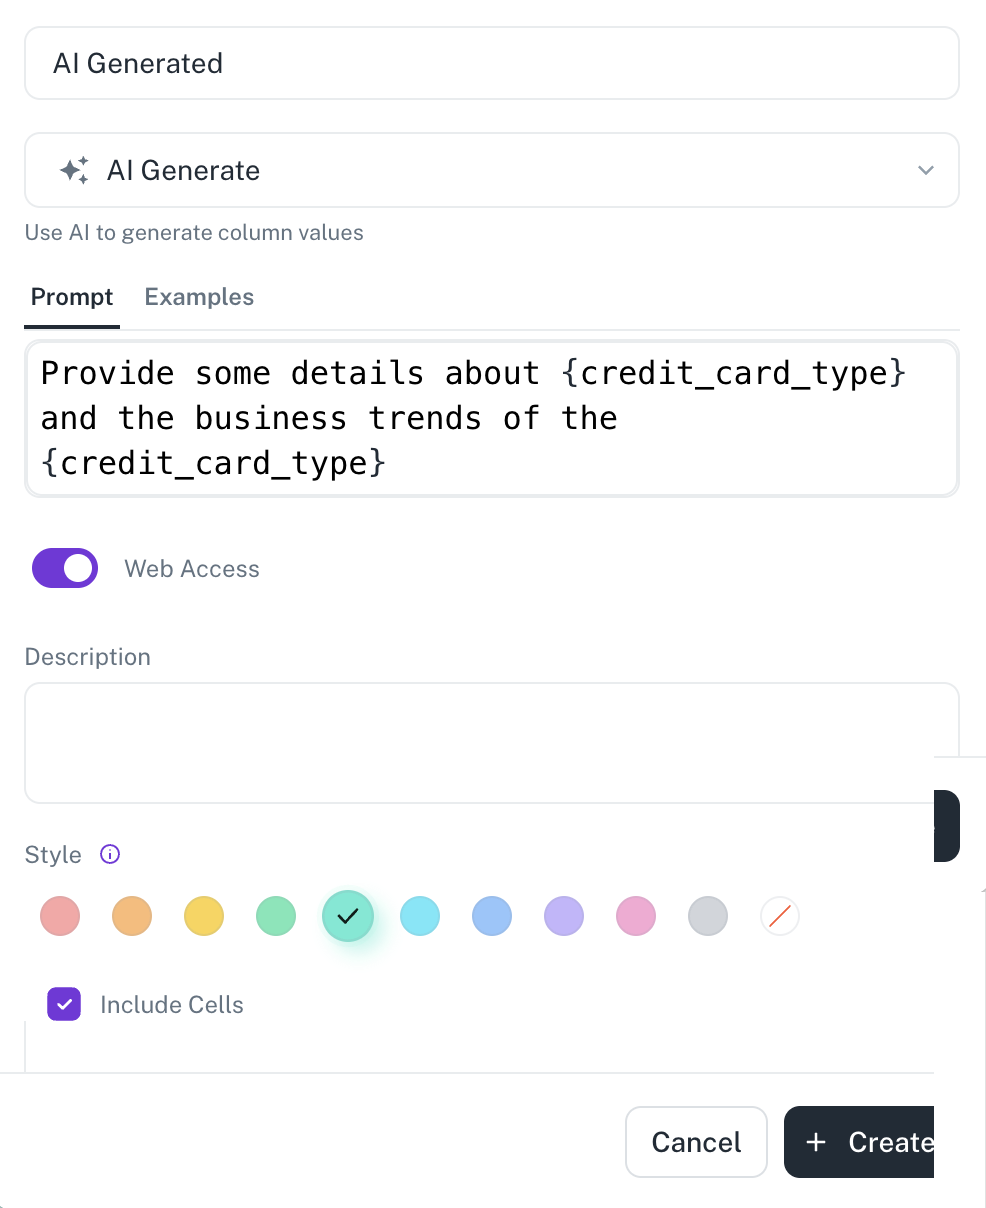 AI Generated
AI Generate
Use AI to generate column values
Prompt Examples
Provide some details about {credit_card_type}
and the business trends of the
{credit_card_type}
Web Access
Description
Style
Include Cells
Cancel + Create